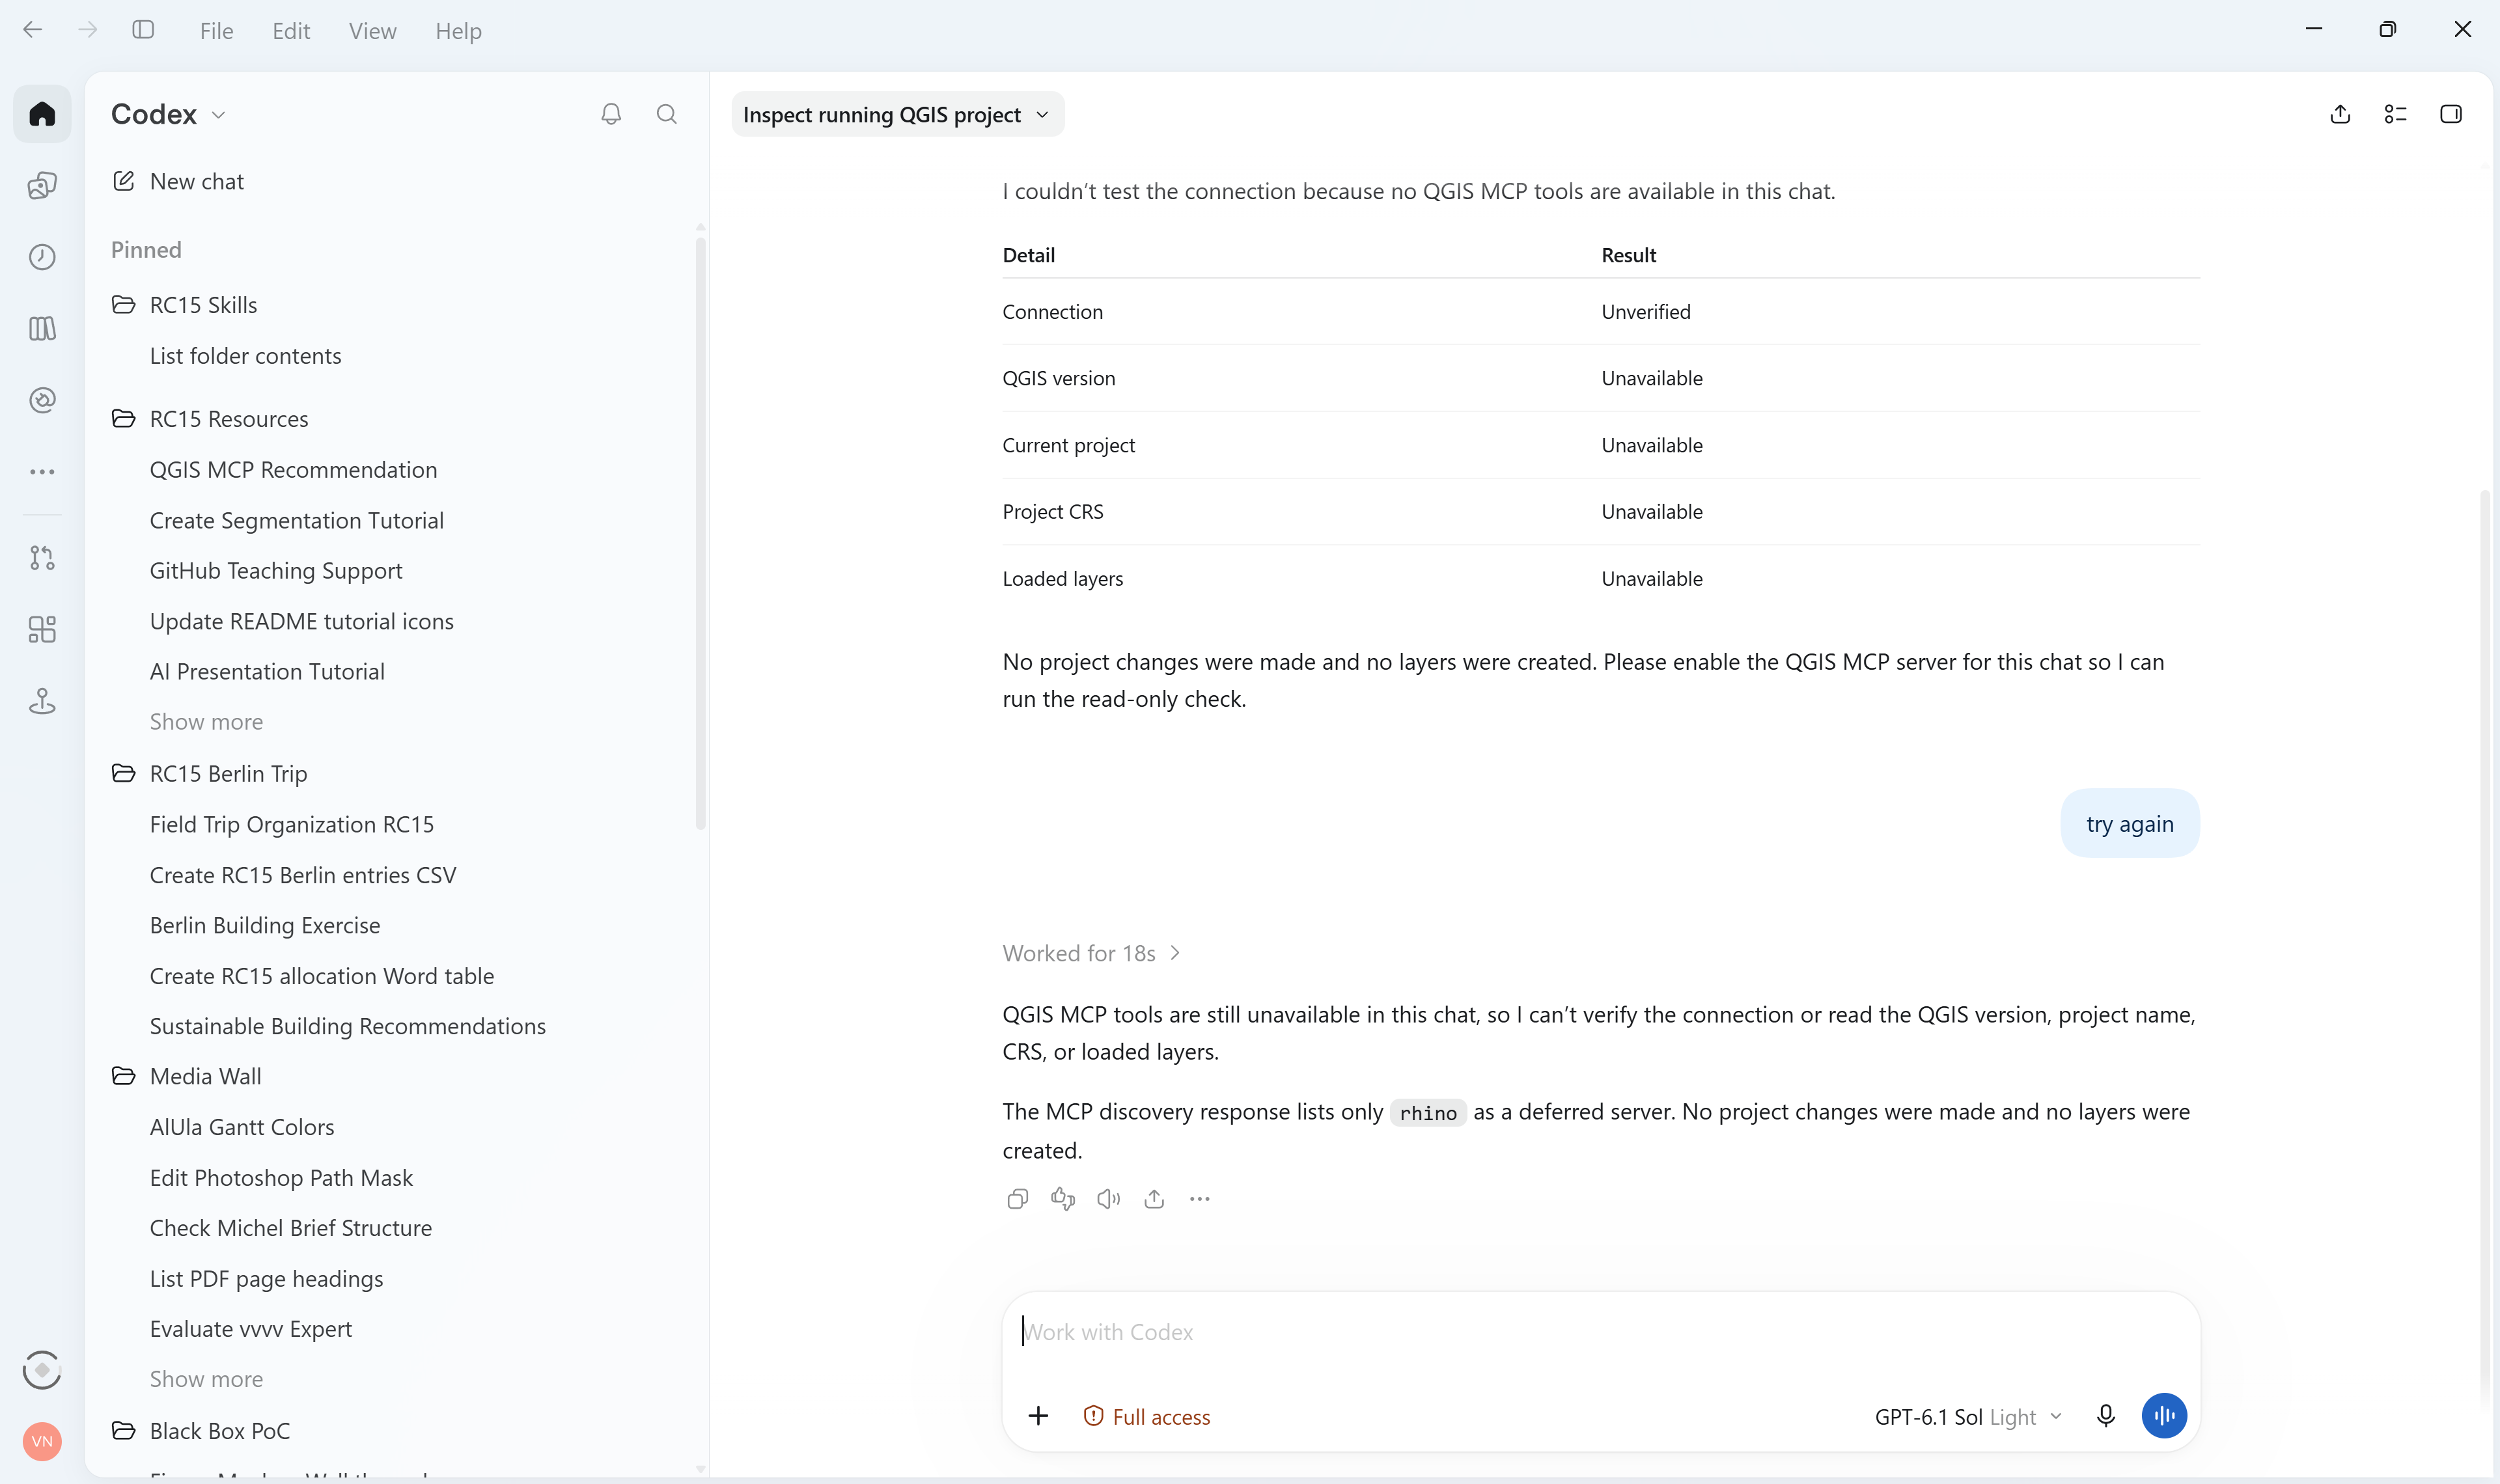 File Edit View Help
Codex
New chat
Pinned
RC15 Skills
List folder contents
RC15 Resources
QGIS MCP Recommendation
Create Segmentation Tutorial
GitHub Teaching Support
Update README tutorial icons
AI Presentation Tutorial
Show more
RC15 Berlin Trip
Field Trip Organization RC15
Create RC15 Berlin entries CSV
Berlin Building Exercise
Create RC15 allocation Word table
Sustainable Building Recommendations
Media Wall
AlUla Gantt Colors
Edit Photoshop Path Mask
Check Michel Brief Structure
List PDF page headings
Evaluate vvvv Expert
Show more
Black Box PoC
VN
Inspect running QGIS project
I couldn't test the connection because no QGIS MCP tools are available in this chat.
Detail Result
Connection Unverified
QGIS version Unavailable
Current project Unavailable
Project CRS Unavailable
Loaded layers Unavailable
No project changes were made and no layers were created. Please enable the QGIS MCP server for this chat so I can
run the read-only check.
try again
Worked for 18s
QGIS MCP tools are still unavailable in this chat, so I can't verify the connection or read the QGIS version, project name,
CRS, or loaded layers.
The MCP discovery response lists only rhino as a deferred server. No project changes were made and no layers were
created.
Work with Codex
Full access
GPT-6.1 Sol Light